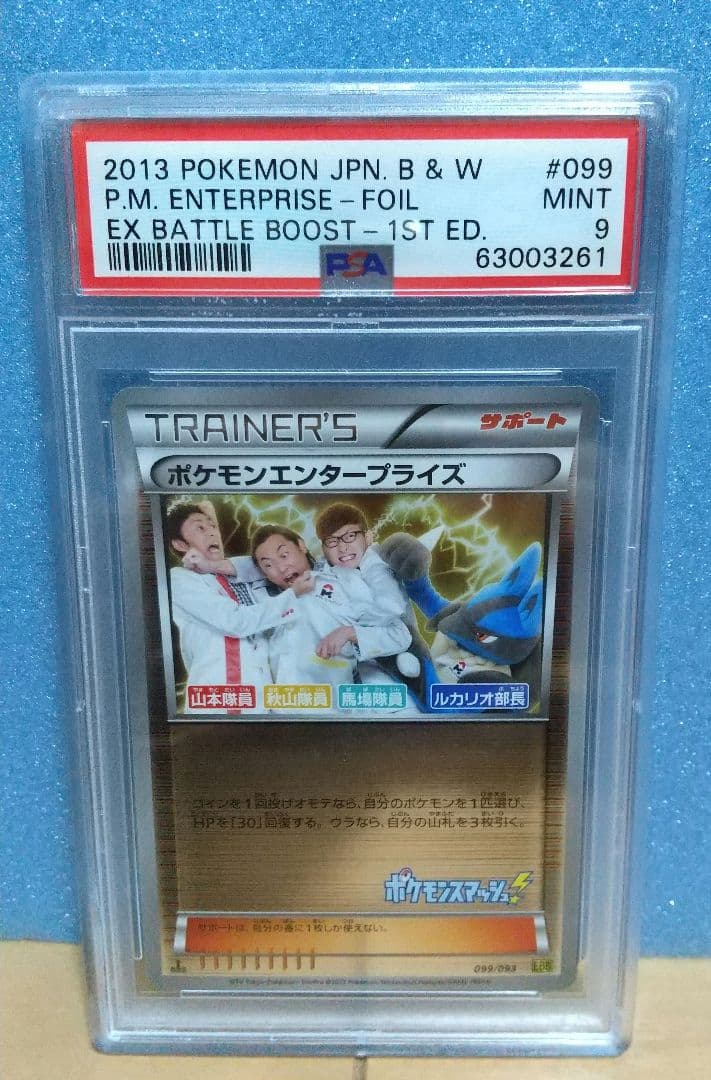 2013 POKEMON JPN. B & W #099
P.M. ENTERPRISE - FOIL MINT
EX BATTLE BOOST - 1ST ED. 9
PSA 63003261
TRAINER'S サポート
ポケモンエンタープライズ
山本隊員 秋山隊員 馬場隊員 ルカリオ部長
コインを1回投げオモテなら、自分のポケモンを1匹選び、
HPを「30」回復する。ウラなら、自分の山札を3枚引く。
ポケモンスマッシュ!
サポートは、自分の番に1枚しか使えない。
099/093 EBB